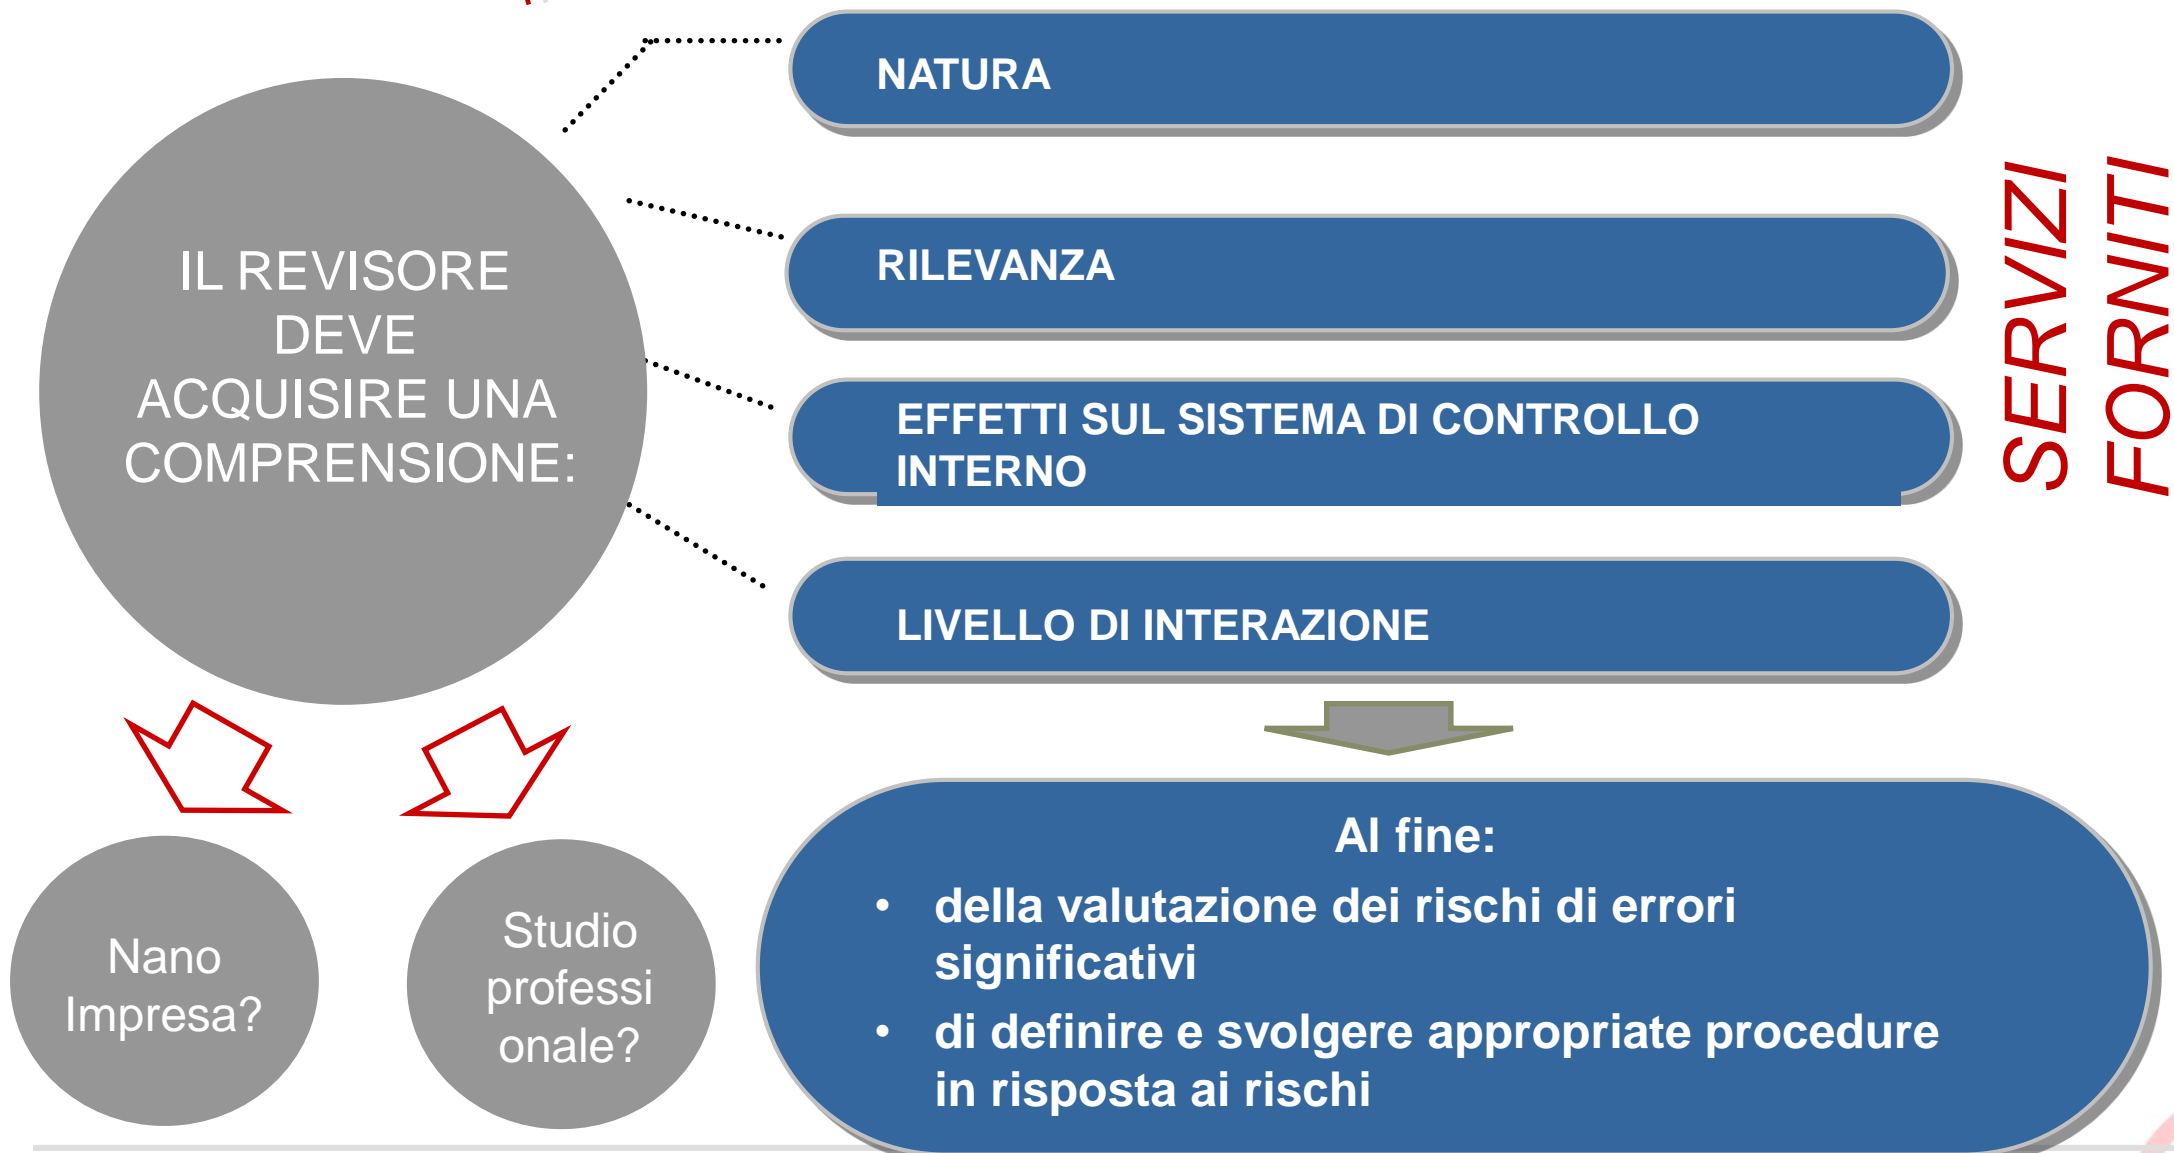 IL REVISORE
DEVE
ACQUISIRE UNA
COMPRENSIONE:
NATURA
RILEVANZA
EFFETTI SUL SISTEMA DI CONTROLLO
INTERNO
LIVELLO DI INTERAZIONE
SERVIZI
FORNITI
Nano
Impresa?
Studio
professi
onale?
Al fine:
• della valutazione dei rischi di errori
significativi
• di definire e svolgere appropriate procedure
in risposta ai rischi